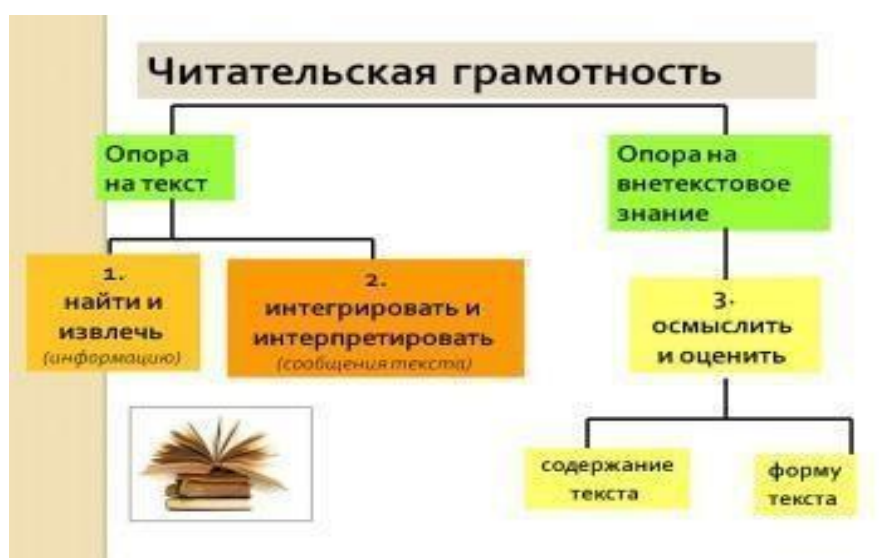 Читательская грамотность
Опора
на текст
Опора на
внетекстовое
знание
1.
найти и
извлечь
(информацию)
2.
интегрировать и
интерпретировать
(сообщения текста)
3.
осмыслить
и оценить
содержание
текста
форму
текста